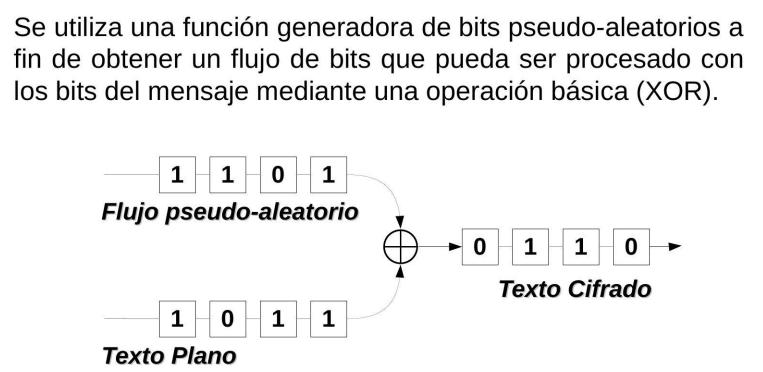 Se utiliza una función generadora de bits pseudo-aleatorios a
fin de obtener un flujo de bits que pueda ser procesado con
los bits del mensaje mediante una operación básica (XOR).
1 1 0 1
Flujo pseudo-aleatorio
0 1 1 0
Texto Cifrado
1 0 1 1
Texto Plano